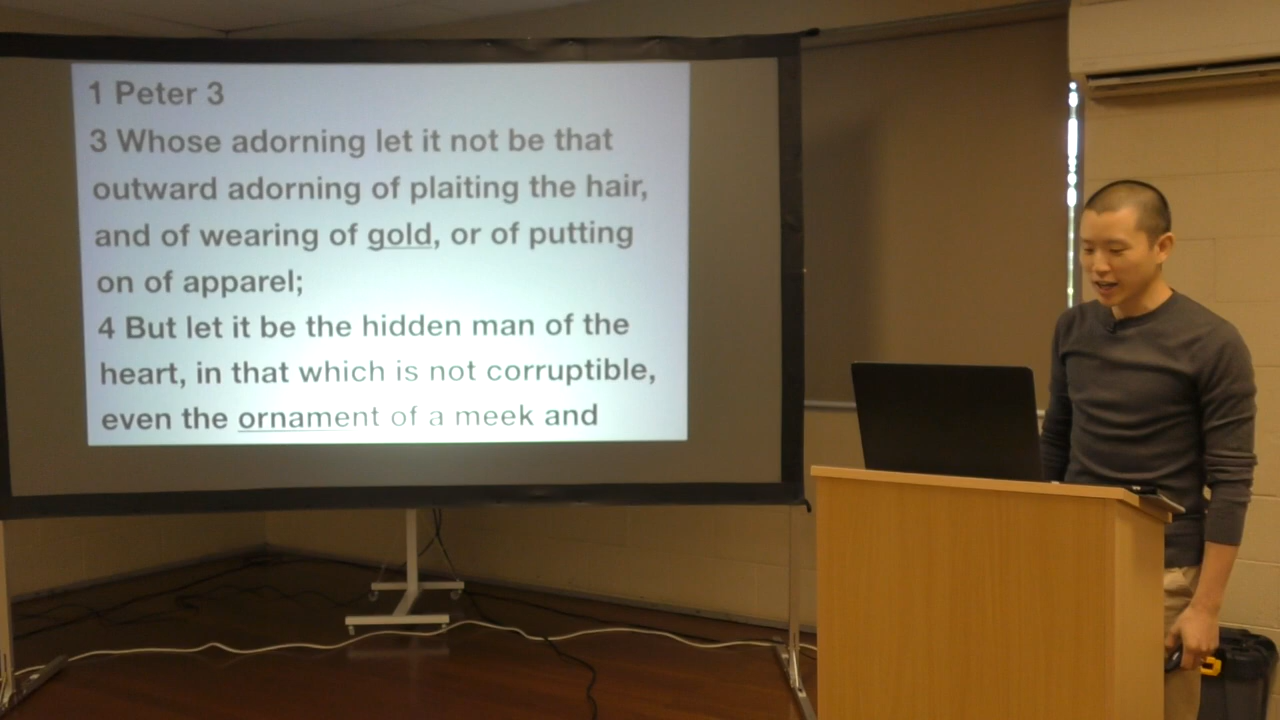 1 Peter 3
3 Whose adorning let it not be that
outward adorning of plaiting the hair,
and of wearing of gold, or of putting
on of apparel;
4 But let it be the hidden man of the
heart, in that which is not corruptible,
even the ornament of a meek and